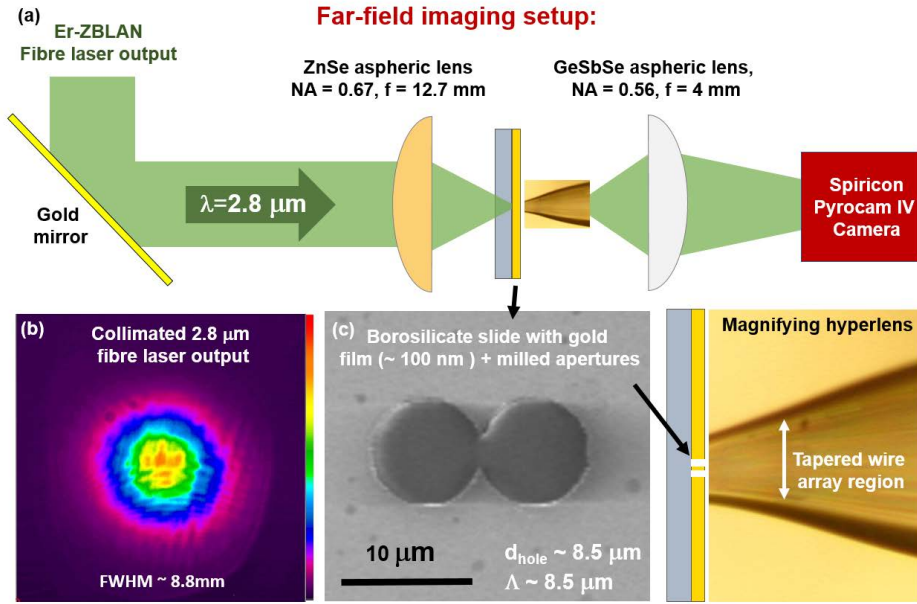 (a)
Far-field imaging setup:
Er-ZBLAN
Fibre laser output
ZnSe aspheric lens
NA = 0.67, f = 12.7 mm
GeSbSe aspheric lens,
NA = 0.56, f = 4 mm
λ=2.8 μm
Gold
mirror
Spiricon
Pyrocam IV
Camera
(b)
Collimated 2.8 μm
fibre laser output
FWHM ~ 8.8mm
(c)
Borosilicate slide with gold
film (~ 100 nm ) + milled apertures
10 μm
dhole ~ 8.5 μm
Λ ~ 8.5 μm
Magnifying hyperlens
Tapered wire
array region